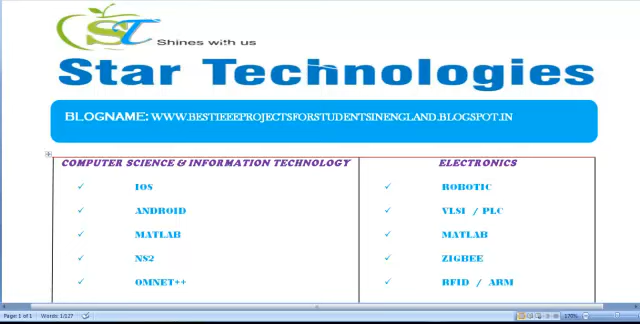 ST
Shines with us
Star Technologies
BLOGNAME: WWW.BESTIEEEPROJECTSFORSTUDENTSINENGLAND.BLOGSPOT.IN
COMPUTER SCIENCE & INFORMATION TECHNOLOGY ELECTRONICS
✓ IOS ✓ ROBOTIC
✓ ANDROID ✓ VLSI / PLC
✓ MATLAB ✓ MATLAB
✓ NS2 ✓ ZIGBEE
✓ OMNET++ ✓ RFID / ARM
Page: 1 of 1 Words: 1/127 170%